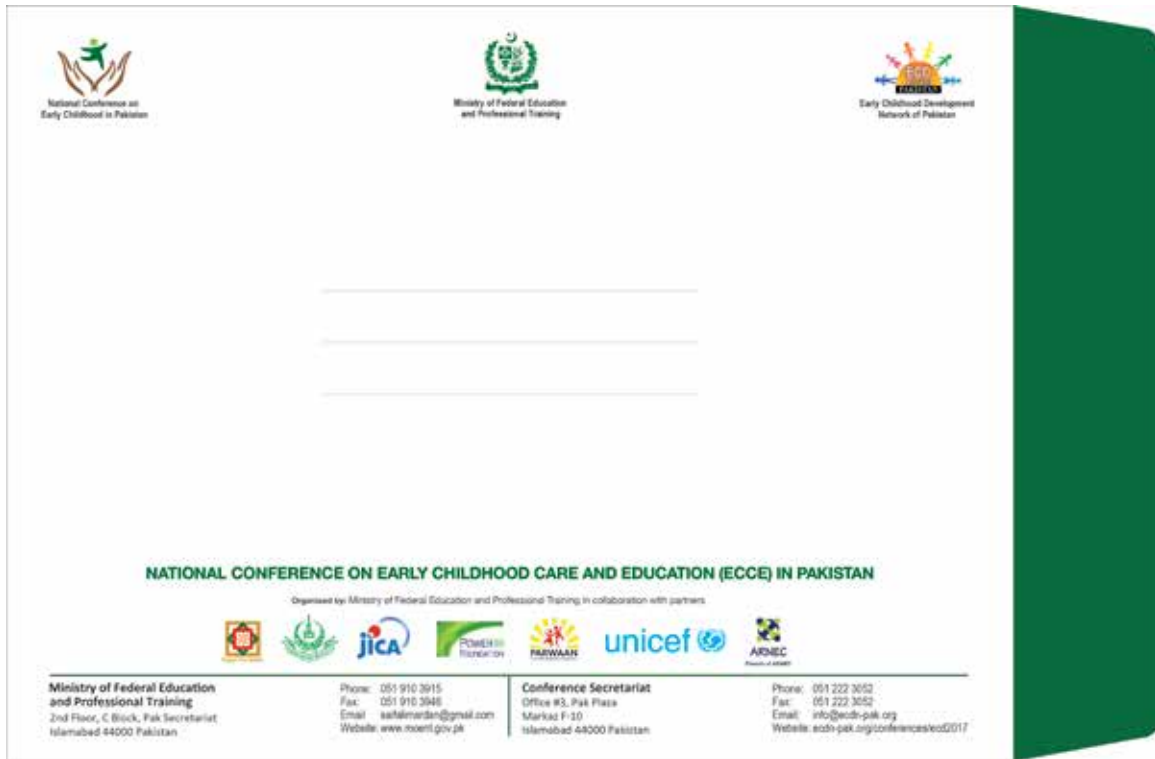 National Conference on
Early Childhood in Pakistan
Ministry of Federal Education
and Professional Training
ECD
PAKISTAN
Early Childhood Development
Network of Pakistan
NATIONAL CONFERENCE ON EARLY CHILDHOOD CARE AND EDUCATION (ECCE) IN PAKISTAN
Organized by: Ministry of Federal Education and Professional Training in collaboration with partners
jICA
POWER99
FOUNDATION
PARWAAN
unicef
ARNEC
Ministry of Federal Education
and Professional Training
2nd Floor, C Block, Pak Secretariat
Islamabad 44000 Pakistan
Phone: 051 910 3915
Fax: 051 910 3946
Email saifalimardan@gmail.com
Website: www.moent.gov.pk
Conference Secretariat
Office #3, Pak Plaza
Markaz F-10
Islamabad 44000 Pakistan
Phone: 051 222 3052
Fax: 051 222 3052
Email: info@ecdn-pak.org
Website: ecdn-pak.org/conferences/ecd2017